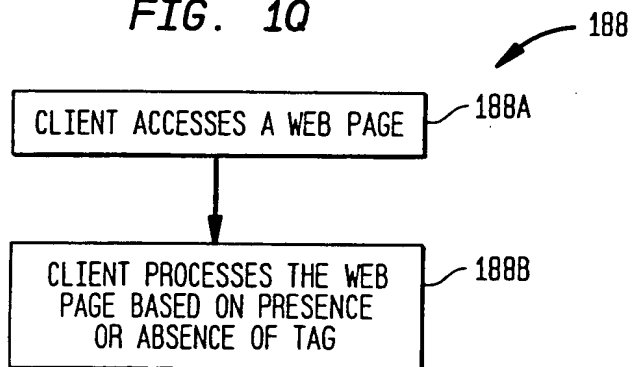 FIG. 1Q
188
CLIENT ACCESSES A WEB PAGE
188A
CLIENT PROCESSES THE WEB
PAGE BASED ON PRESENCE
OR ABSENCE OF TAG
188B